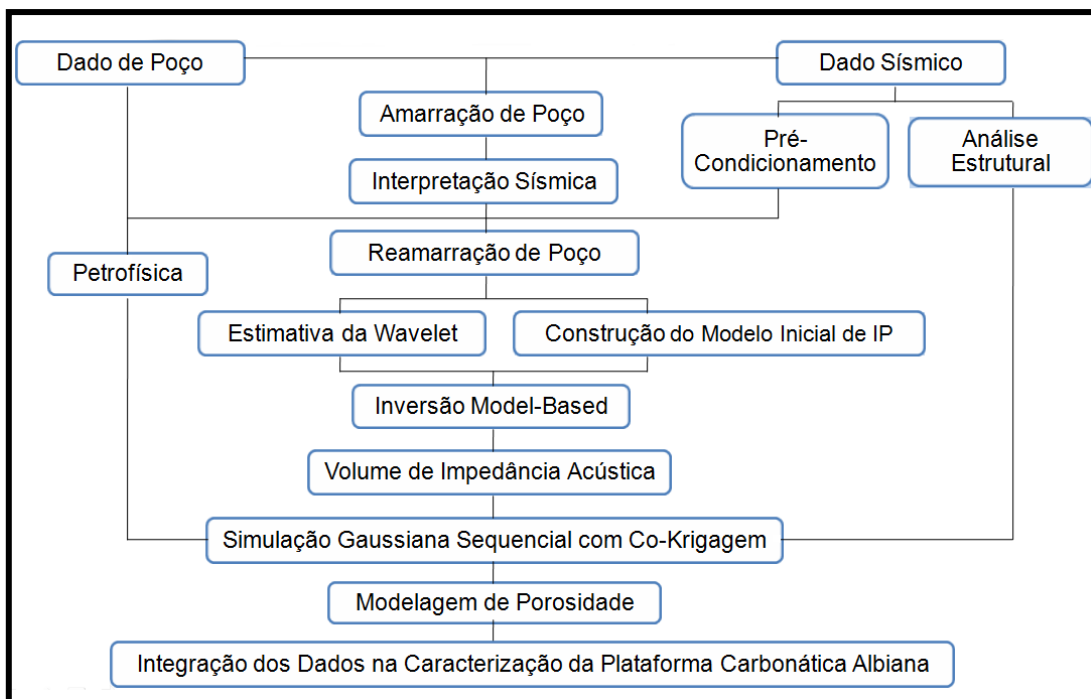 Dado de Poço
Dado Sísmico
Amarração de Poço
Pré-
Condicionamento
Análise
Estrutural
Interpretação Sísmica
Reamarração de Poço
Petrofísica
Estimativa da Wavelet
Construção do Modelo Inicial de IP
Inversão Model-Based
Volume de Impedância Acústica
Simulação Gaussiana Sequencial com Co-Krigagem
Modelagem de Porosidade
Integração dos Dados na Caracterização da Plataforma Carbonática Albiana